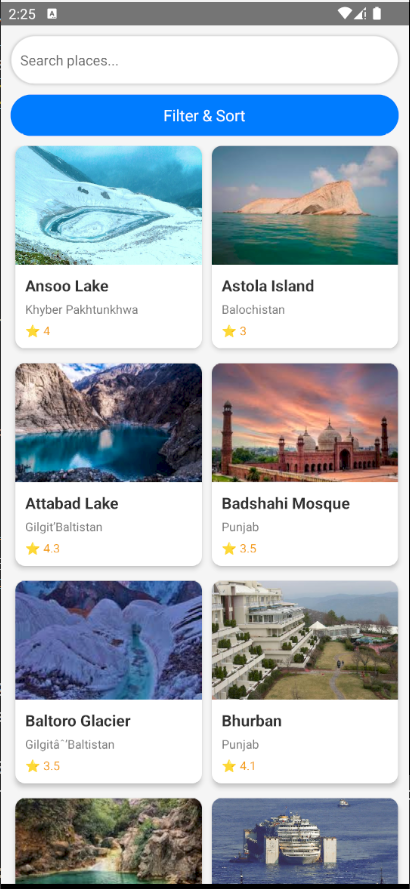 2:25 A
Search places...
Filter & Sort
Ansoo Lake
Khyber Pakhtunkhwa
⭐ 4
Astola Island
Balochistan
⭐ 3
Attabad Lake
Gilgit'Baltistan
⭐ 4.3
Badshahi Mosque
Punjab
⭐ 3.5
Baltoro Glacier
Gilgitâˆ'Baltistan
⭐ 3.5
Bhurban
Punjab
⭐ 4.1